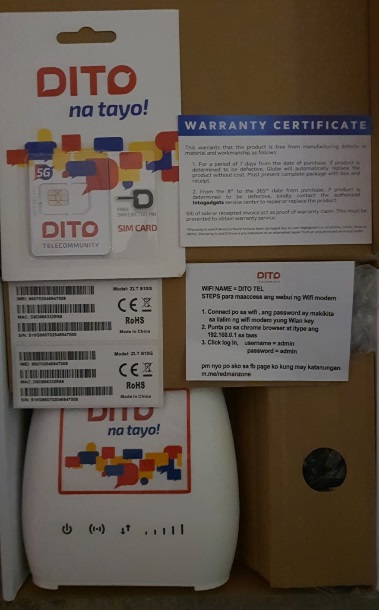 DITO
na tayo!
5G
DITO
TELECOMMUNITY
SIM CARD
WARRANTY CERTIFICATE
This warrants that the product is free from manufacturing defects in
material and workmanship as follows:
1. For a period of 7 days from the date of purchase, if product is
determined to be defective, Globe will automatically replace the
product without cost. Must present complete package with box and
receipt.
2. From the 8th to the 365th date from purchase, if product is
determined to be defective, kindly contact the authorized
Integadgets service center to repair or replace the product.
DITO
WIFI NAME = DITO TEL
STEPS para maaccess ang webui ng Wifi modem
1. Connect po sa wifi , ang password ay makikita
sa ilalim ng wifi modem yung Wlan key
2. Punta po sa chrome browser at itype ang
192.168.0.1 sa taas
3. Click log in, username = admin
password = admin
pm nyo po ako sa fb page ko kung may katanungan
m.me/redmanzone
Model: ZLT S10G
CE
RoHS
Made in China
Model: ZLT S10G
CE
RoHS
Made in China
DITO
na tayo!